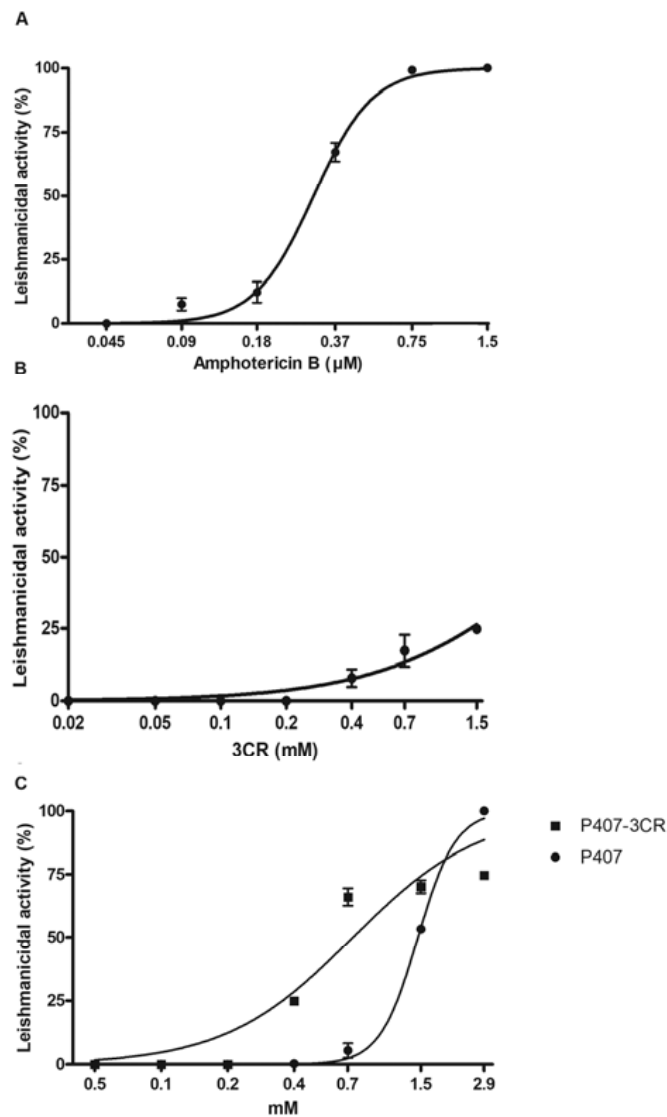 A
Leishmanicidal activity (%)
100
75
50
25
0
0.045 0.09 0.18 0.37 0.75 1.5
Amphotericin B (µM)
B
Leishmanicidal activity (%)
100
75
50
25
0
0.02 0.05 0.1 0.2 0.4 0.7 1.5
3CR (mM)
C
Leishmanicidal activity (%)
100
75
50
25
0
0.5 0.1 0.2 0.4 0.7 1.5 2.9
mM
P407-3CR
P407